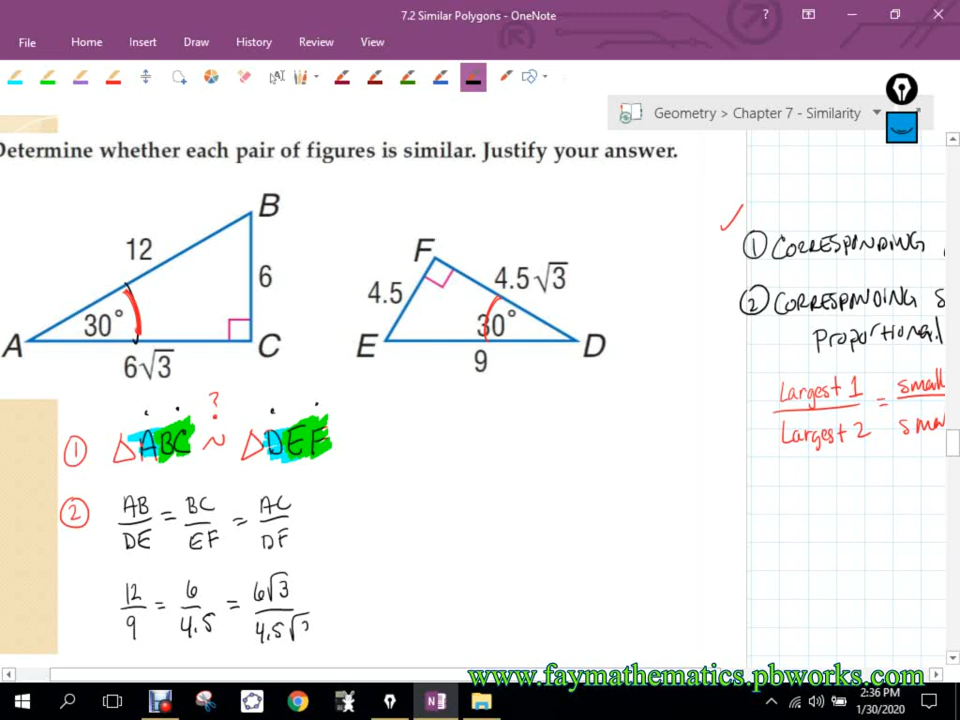 7.2 Similar Polygons - OneNote
?
File Home Insert Draw History Review View
Geometry > Chapter 7 - Similarity
Determine whether each pair of figures is similar. Justify your answer.
B
12
6
30°
A
C
6√3
F
4.5√3
4.5
30°
E
D
9
① CORRESPONDING
② CORRESPONDING S
Proportional
Largest 1 / Largest 2 =
?
① △ABC ~ △DEF
② AB/DE = BC/EF = AC/DF
12/9 = 6/4.5 = 6√3/4.5√
www.faymathematics.pbworks.com
2:36 PM
1/30/2020